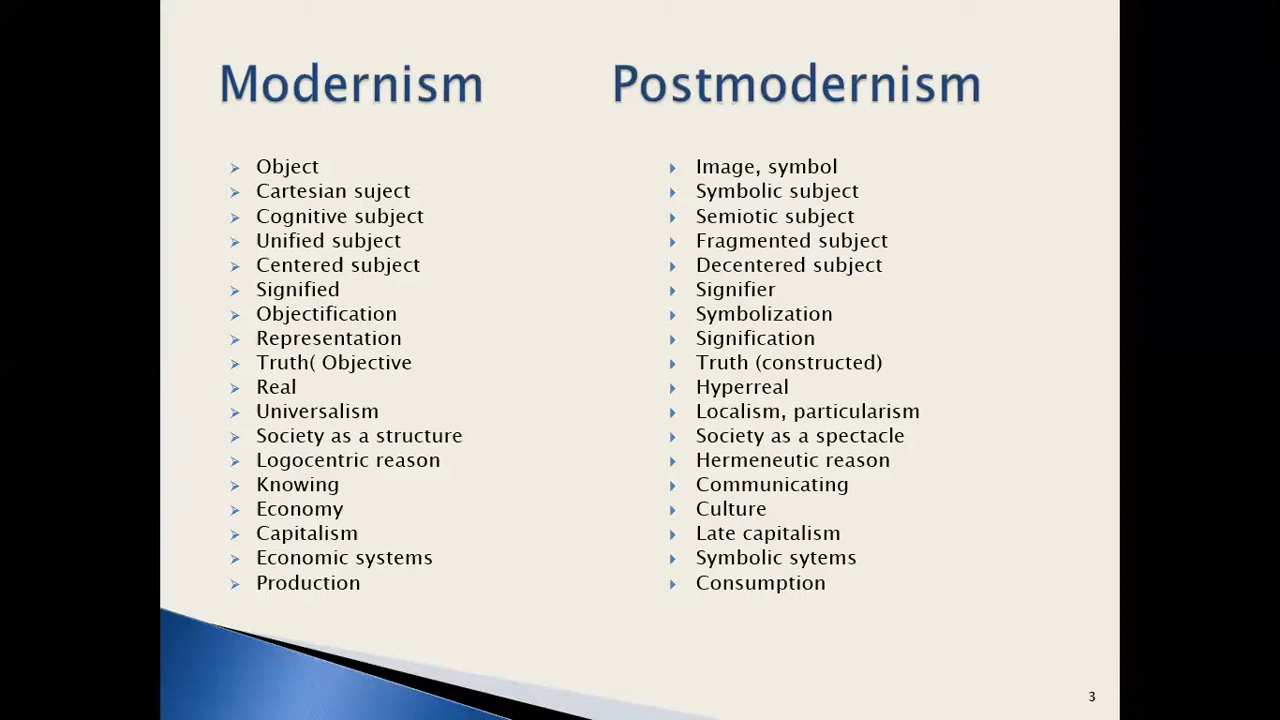 Modernism
Object
Cartesian suject
Cognitive subject
Unified subject
Centered subject
Signified
Objectification
Representation
Truth( Objective
Real
Universalism
Society as a structure
Logocentric reason
Knowing
Economy
Capitalism
Economic systems
Production
Postmodernism
Image, symbol
Symbolic subject
Semiotic subject
Fragmented subject
Decentered subject
Signifier
Symbolization
Signification
Truth (constructed)
Hyperreal
Localism, particularism
Society as a spectacle
Hermeneutic reason
Communicating
Culture
Late capitalism
Symbolic sytems
Consumption
3